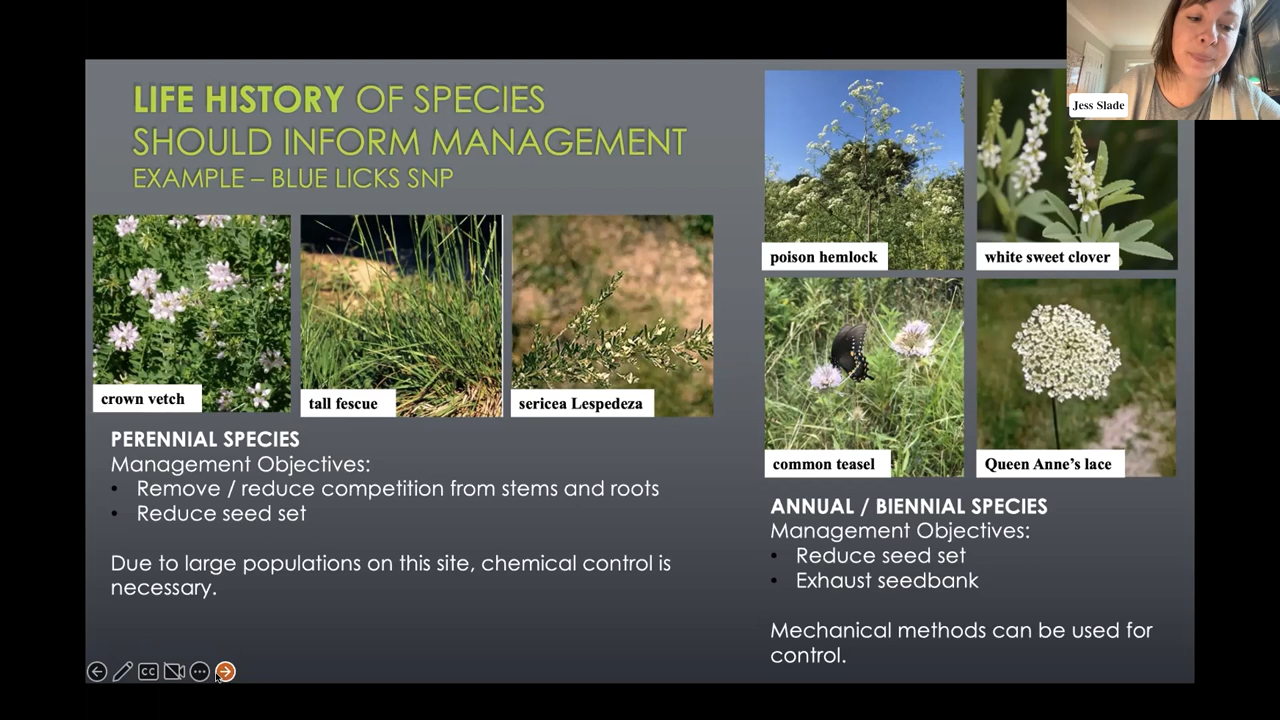 LIFE HISTORY OF SPECIES
SHOULD INFORM MANAGEMENT
EXAMPLE – BLUE LICKS SNP
crown vetch
tall fescue
sericea Lespedeza
PERENNIAL SPECIES
Management Objectives:
• Remove / reduce competition from stems and roots
• Reduce seed set
Due to large populations on this site, chemical control is
necessary.
poison hemlock
white sweet clover
common teasel
Queen Anne's lace
ANNUAL / BIENNIAL SPECIES
Management Objectives:
• Reduce seed set
• Exhaust seedbank
Mechanical methods can be used for
control.
Jess Slade
CC